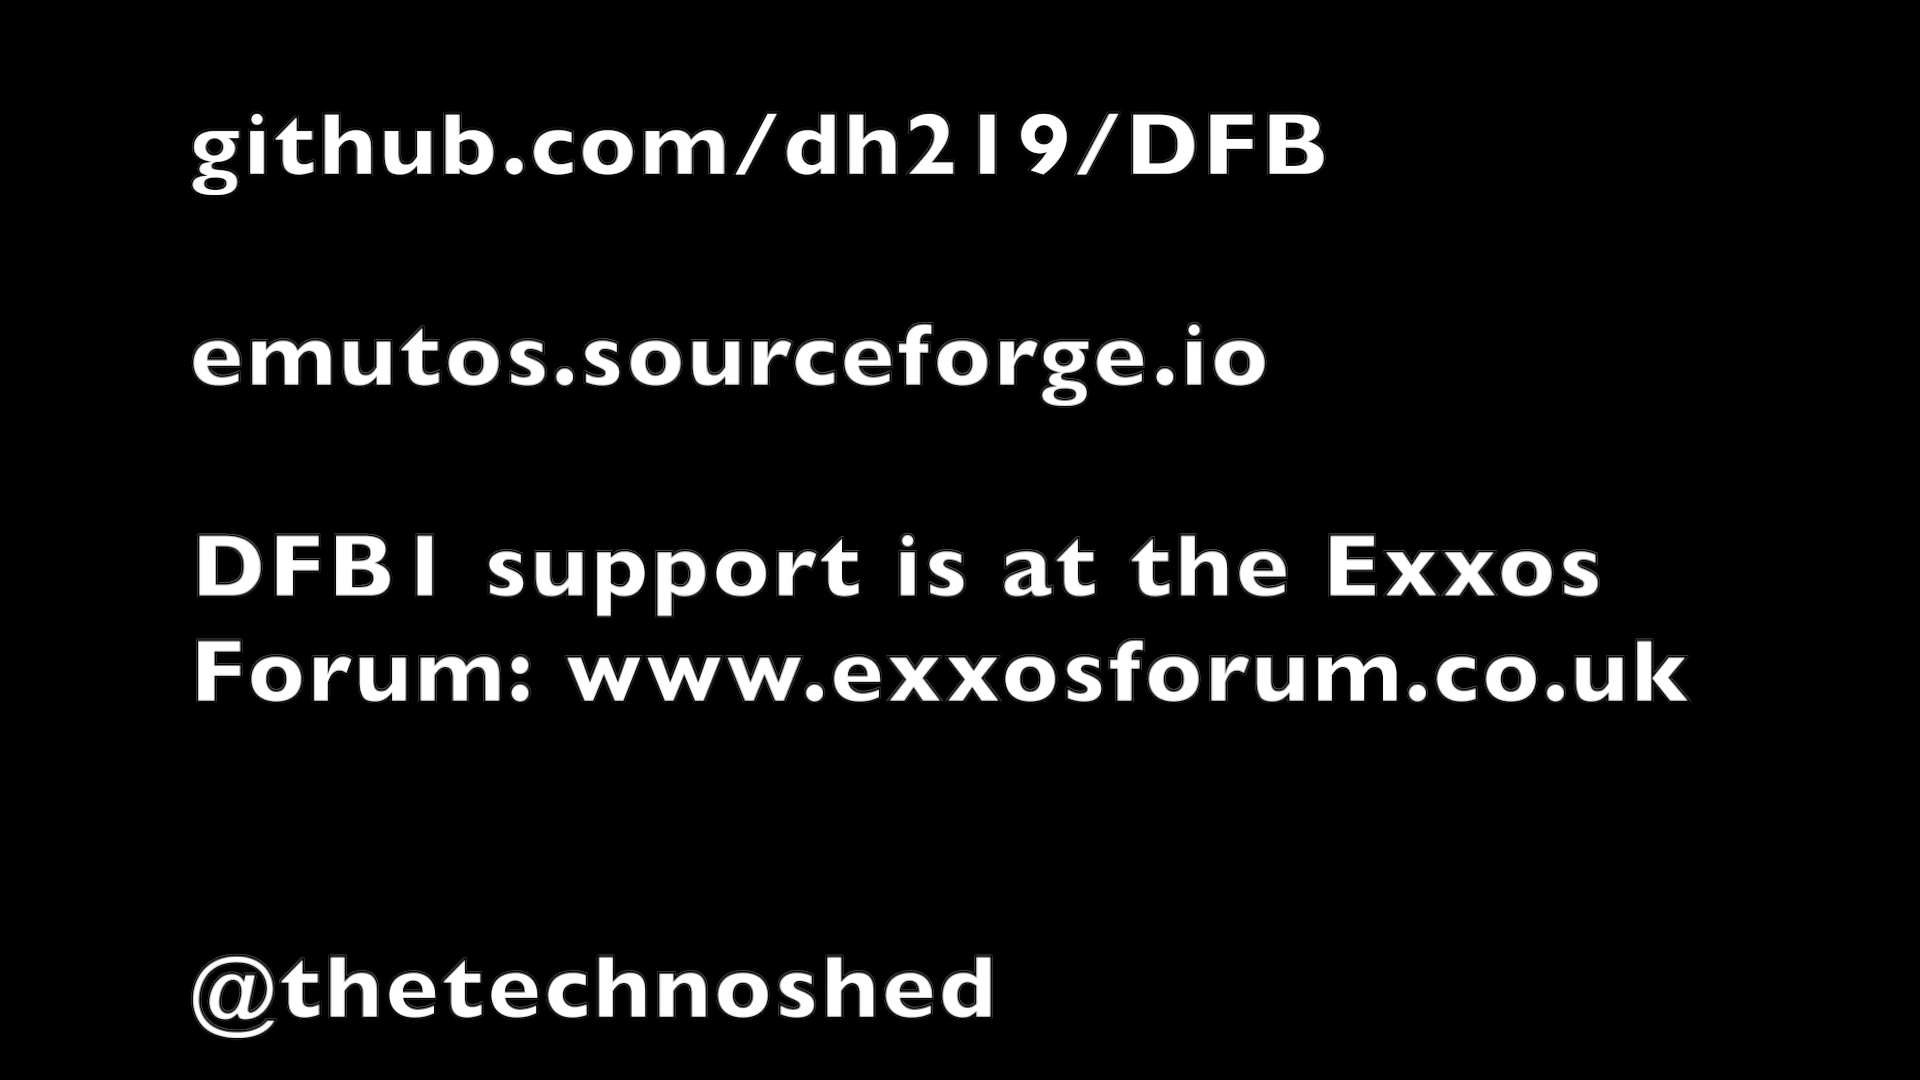 github.com/dh219/DFB
emutos.sourceforge.io
DFB1 support is at the Exxos
Forum: www.exxosforum.co.uk
@thetechnoshed